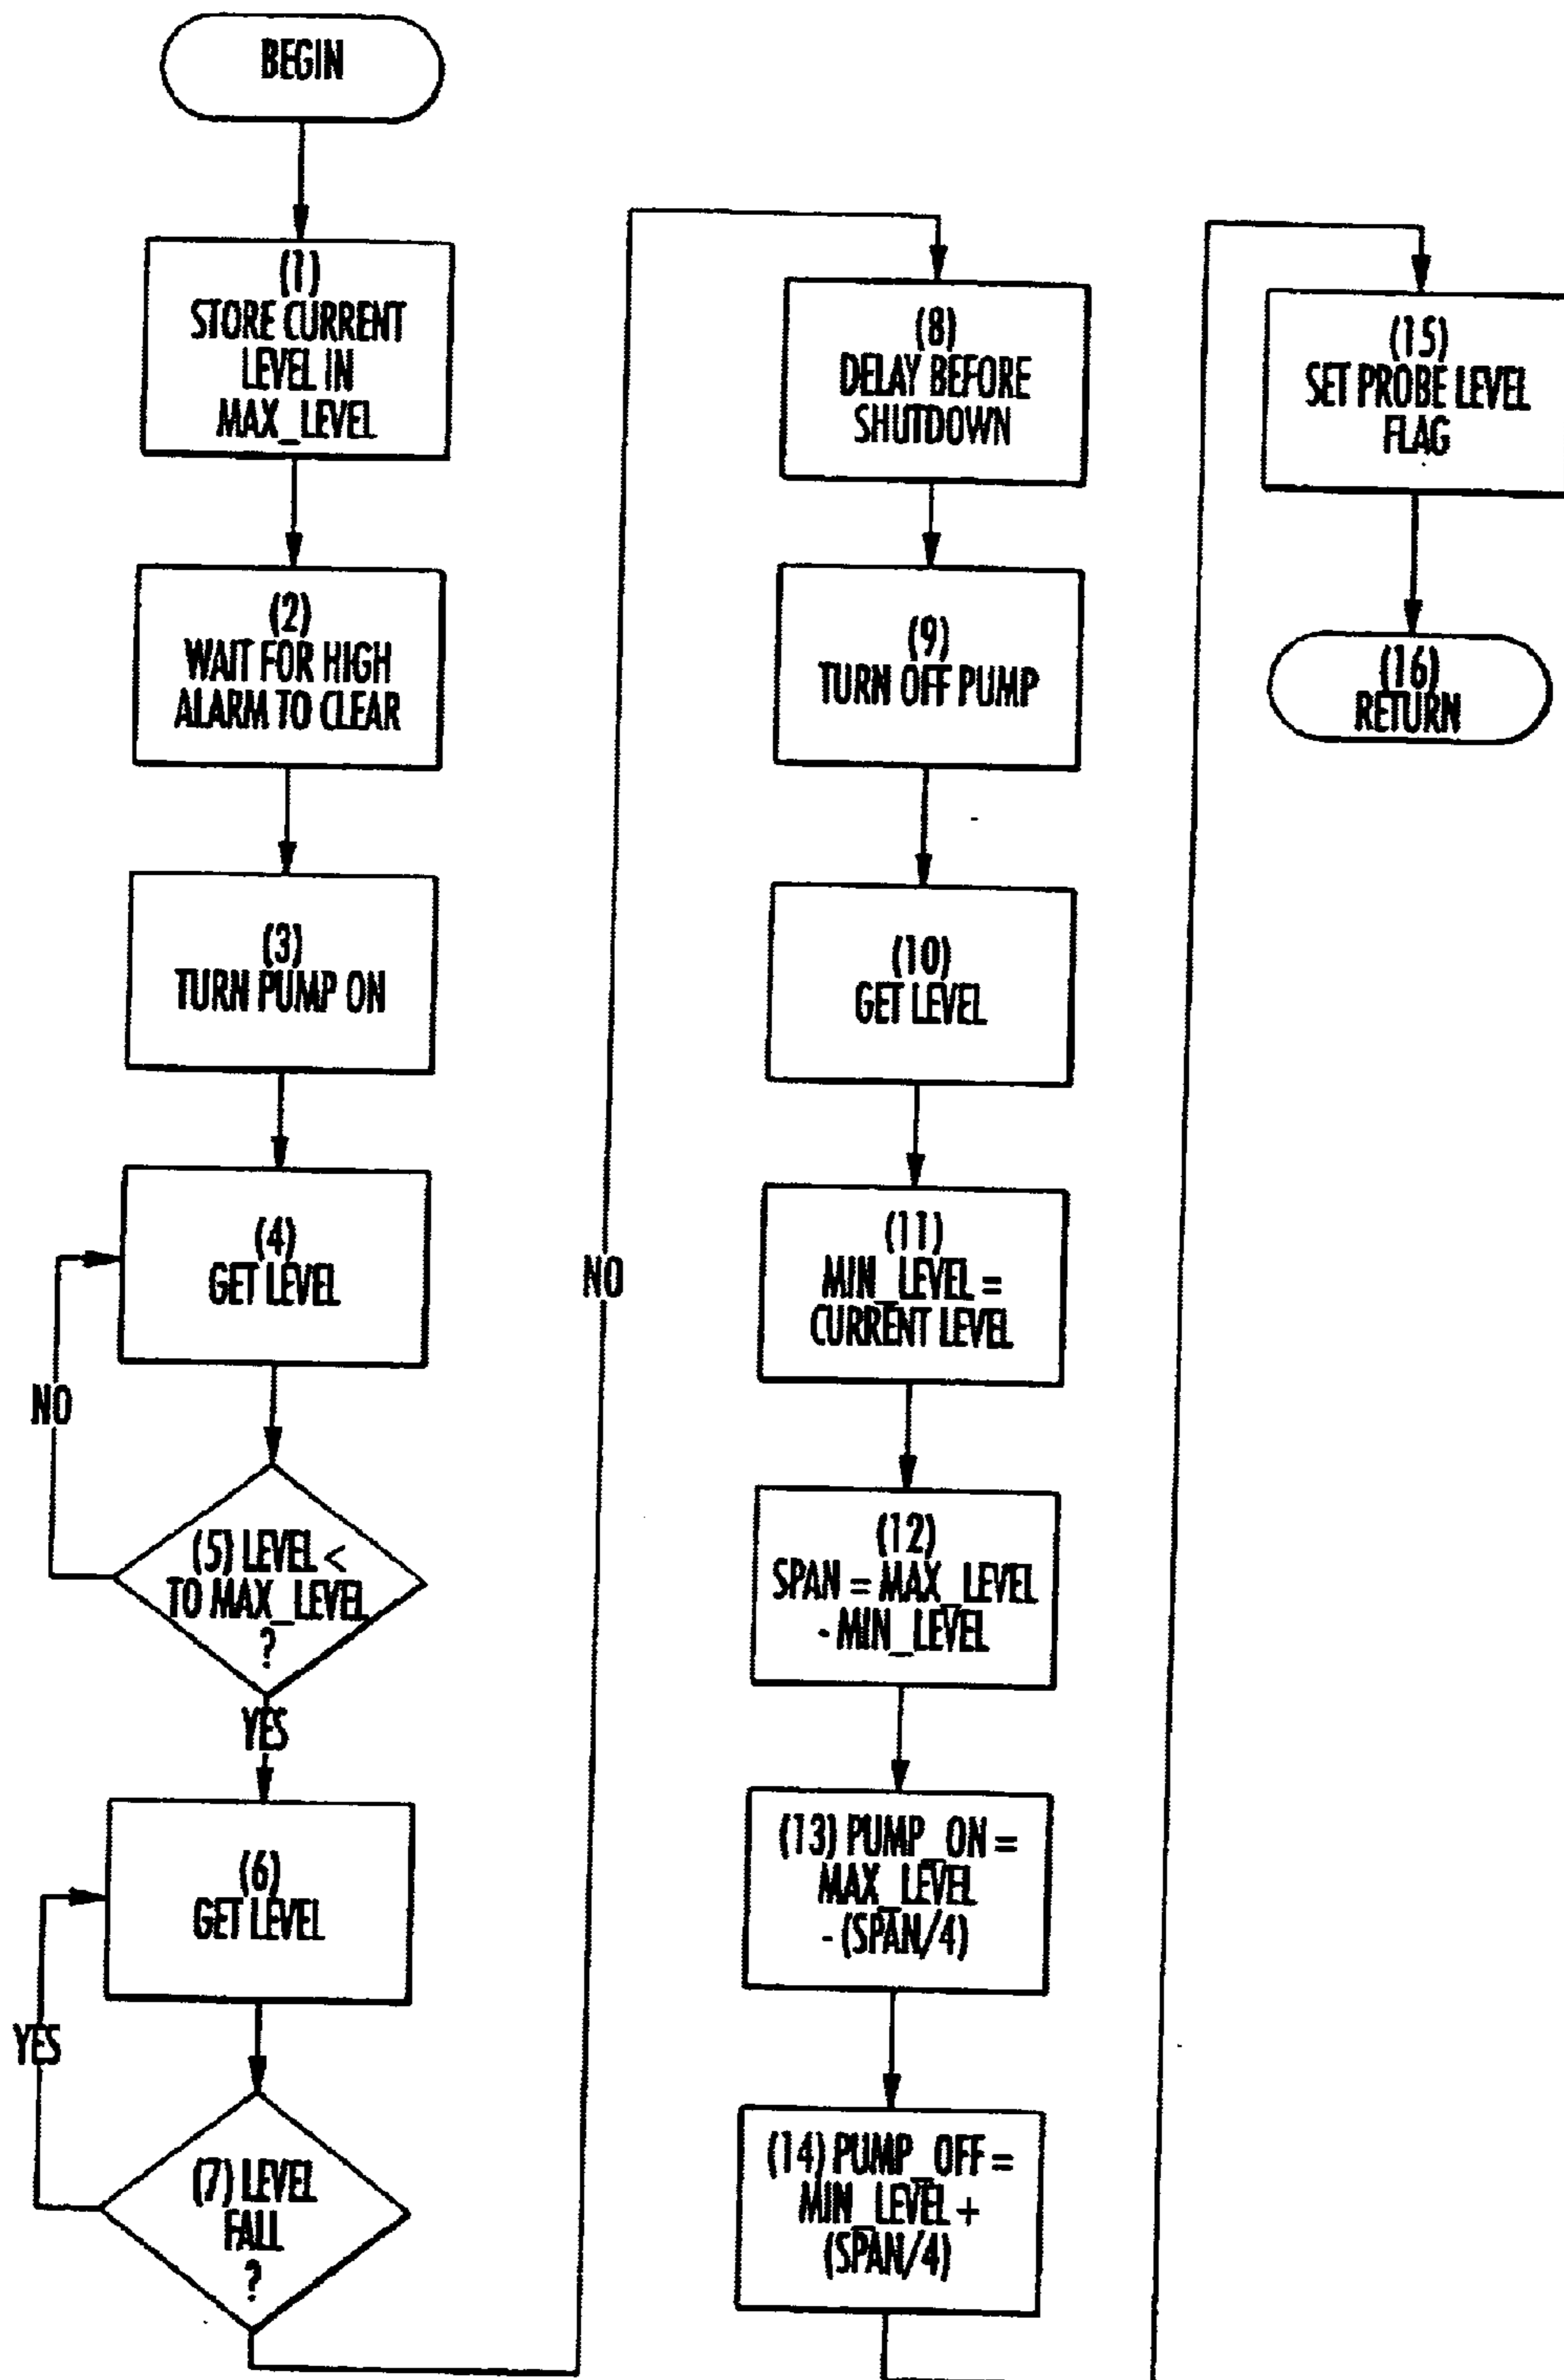 BEGIN
(1)
STORE CURRENT
LEVEL IN
MAX_LEVEL
(2)
WAIT FOR HIGH
ALARM TO CLEAR
(3)
TURN PUMP ON
(4)
GET LEVEL
NO
(5) LEVEL <
TO MAX_LEVEL
?
YES
(6)
GET LEVEL
YES
(7) LEVEL
FALL
?
NO
(8)
DELAY BEFORE
SHUTDOWN
(9)
TURN OFF PUMP
(10)
GET LEVEL
(11)
MIN_LEVEL =
CURRENT LEVEL
(12)
SPAN = MAX_LEVEL
- MIN_LEVEL
(13) PUMP_ON =
MAX_LEVEL
- (SPAN/4)
(14) PUMP_OFF =
MIN_LEVEL +
(SPAN/4)
(15)
SET PROBE LEVEL
FLAG
(16)
RETURN